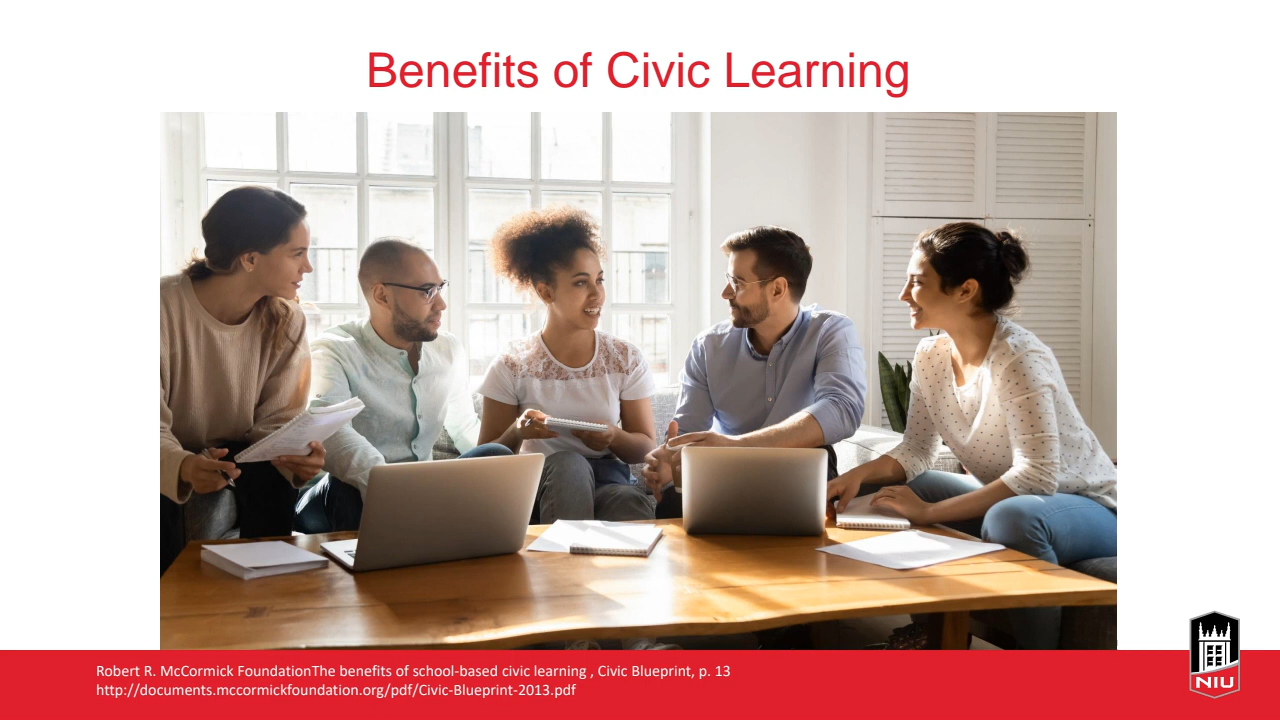 Benefits of Civic Learning
Robert R. McCormick FoundationThe benefits of school-based civic learning , Civic Blueprint, p. 13
http://documents.mccormickfoundation.org/pdf/Civic-Blueprint-2013.pdf
NIU